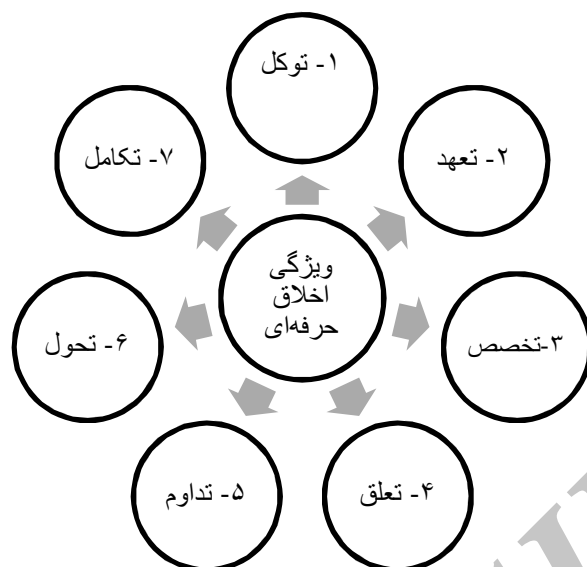 ۱- توکل
۲- تعهد
۳-تخصص
۴- تعلق
۵- تداوم
۶- تحول
۷- تکامل
ویژگی
اخلاق
حرفه‌ای